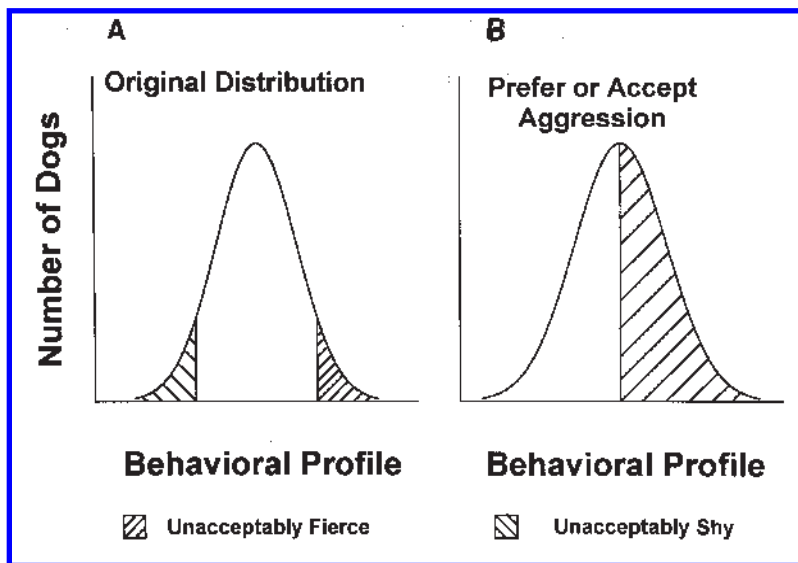 A
B
Original Distribution
Prefer or Accept
Aggression
Number of Dogs
Behavioral Profile
Behavioral Profile
Unacceptably Fierce
Unacceptably Shy